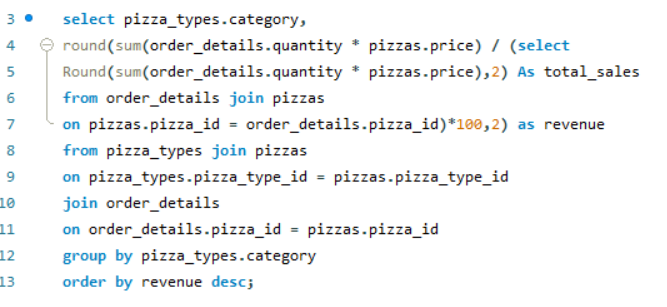 3 select pizza_types.category,
4 round(sum(order_details.quantity * pizzas.price) / (select
5 Round(sum(order_details.quantity * pizzas.price),2) As total_sales
6 from order_details join pizzas
7 on pizzas.pizza_id = order_details.pizza_id)*100,2) as revenue
8 from pizza_types join pizzas
9 on pizza_types.pizza_type_id = pizzas.pizza_type_id
10 join order_details
11 on order_details.pizza_id = pizzas.pizza_id
12 group by pizza_types.category
13 order by revenue desc;